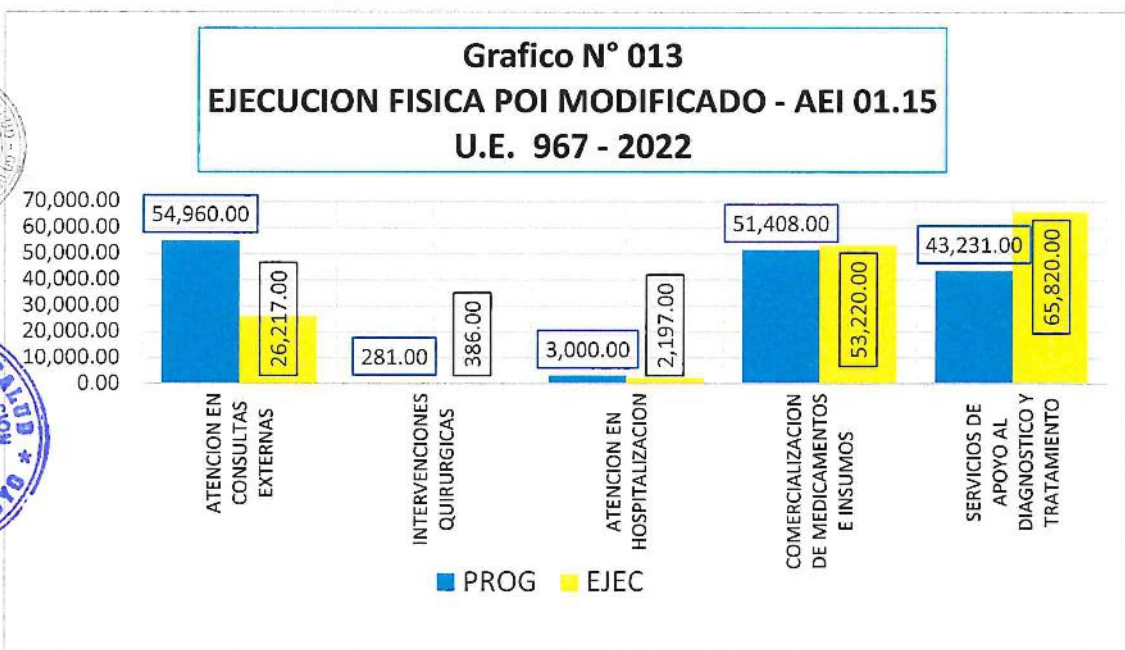 Grafico N° 013
EJECUCION FISICA POI MODIFICADO - AEI 01.15
U.E. 967 - 2022
70,000.00
60,000.00
50,000.00
40,000.00
30,000.00
20,000.00
10,000.00
0.00
54,960.00
26,217.00
281.00
386.00
3,000.00
2,197.00
51,408.00
53,220.00
43,231.00
65,820.00
ATENCION EN
CONSULTAS
EXTERNAS
INTERVENCIONES
QUIRURGICAS
ATENCION EN
HOSPITALIZACION
COMERCIALIZACION
DE MEDICAMENTOS
E INSUMOS
SERVICIOS DE
APOYO AL
DIAGNOSTICO Y
TRATAMIENTO
PROG
EJEC